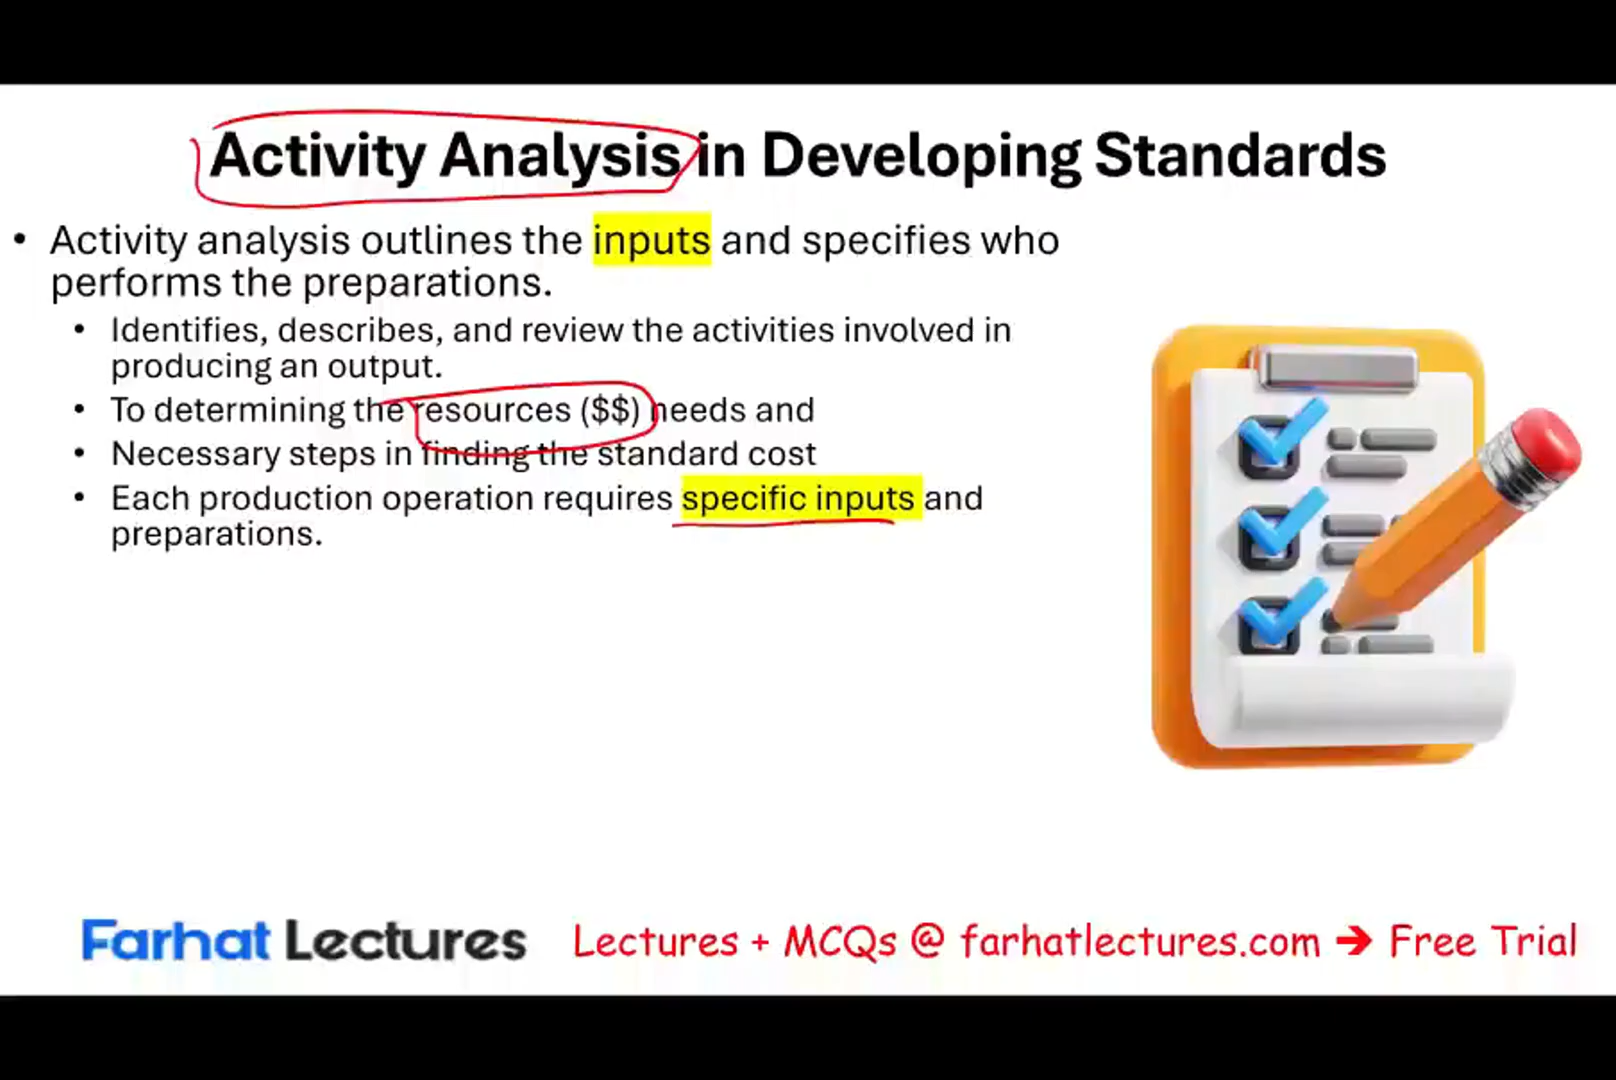 Activity Analysis in Developing Standards
• Activity analysis outlines the inputs and specifies who
performs the preparations.
• Identifies, describes, and review the activities involved in
producing an output.
• To determining the resources ($$) needs and
• Necessary steps in finding the standard cost
• Each production operation requires specific inputs and
preparations.
Farhat Lectures
Lectures + MCQs @ farhatlectures.com ➔ Free Trial